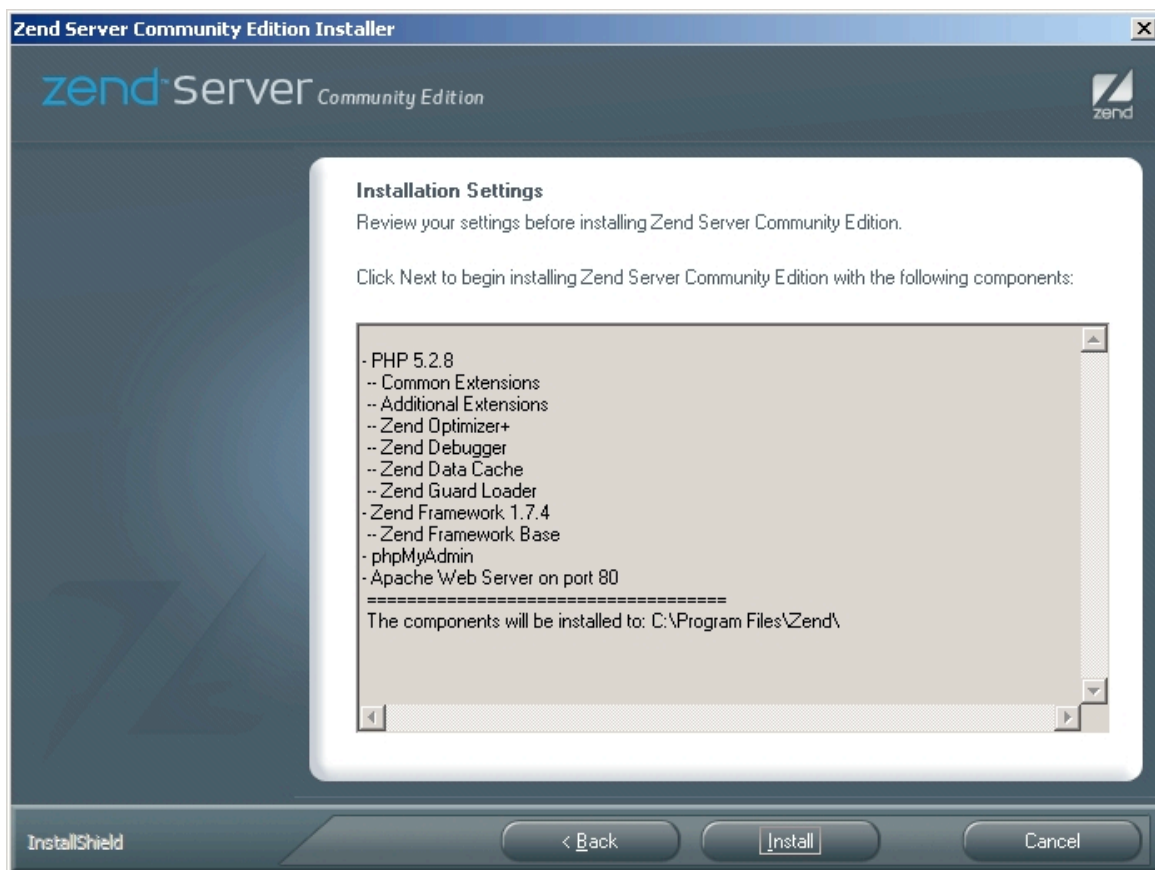 Zend Server Community Edition Installer
zend™ Server Community Edition
zend
Installation Settings
Review your settings before installing Zend Server Community Edition.
Click Next to begin installing Zend Server Community Edition with the following components:
- PHP 5.2.8
-- Common Extensions
-- Additional Extensions
-- Zend Optimizer+
-- Zend Debugger
-- Zend Data Cache
-- Zend Guard Loader
- Zend Framework 1.7.4
-- Zend Framework Base
- phpMyAdmin
- Apache Web Server on port 80
====================================
The components will be installed to: C:\Program Files\Zend\
InstallShield
< Back
Install
Cancel